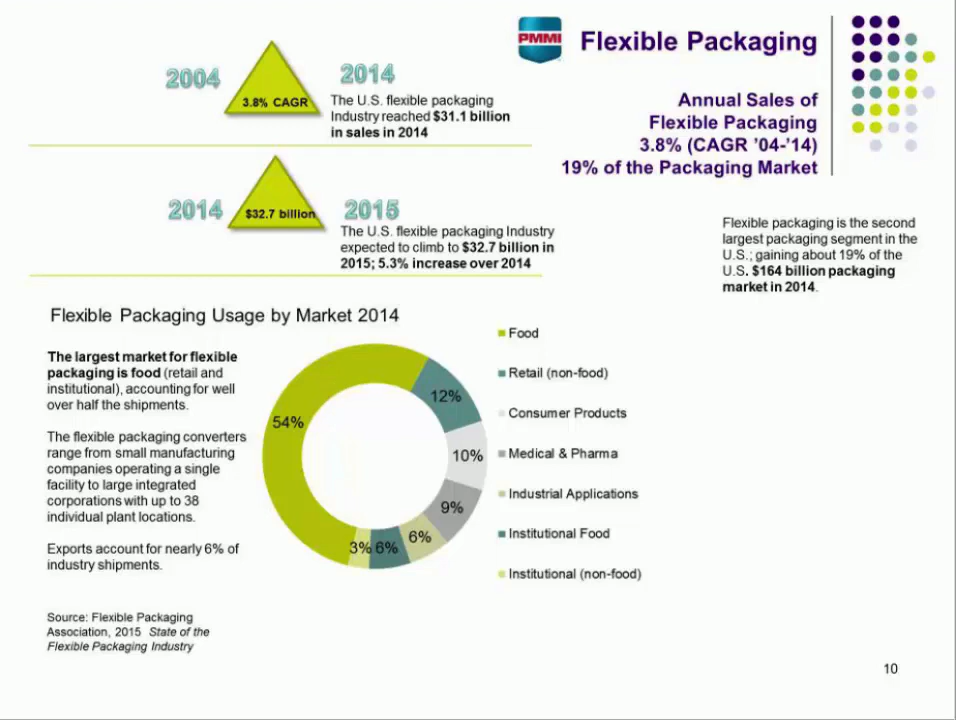 PMMI
Flexible Packaging
Annual Sales of
Flexible Packaging
3.8% (CAGR '04-'14)
19% of the Packaging Market
2004
3.8% CAGR
2014
The U.S. flexible packaging
Industry reached $31.1 billion
in sales in 2014
2014
$32.7 billion
2015
The U.S. flexible packaging Industry
expected to climb to $32.7 billion in
2015; 5.3% increase over 2014
Flexible packaging is the second
largest packaging segment in the
U.S.; gaining about 19% of the
U.S. $164 billion packaging
market in 2014.
Flexible Packaging Usage by Market 2014
The largest market for flexible
packaging is food (retail and
institutional), accounting for well
over half the shipments.
The flexible packaging converters
range from small manufacturing
companies operating a single
facility to large integrated
corporations with up to 38
individual plant locations.
Exports account for nearly 6% of
industry shipments.
54%
12%
10%
9%
6%
6%
3%
Food
Retail (non-food)
Consumer Products
Medical & Pharma
Industrial Applications
Institutional Food
Institutional (non-food)
Source: Flexible Packaging
Association, 2015 State of the
Flexible Packaging Industry
10